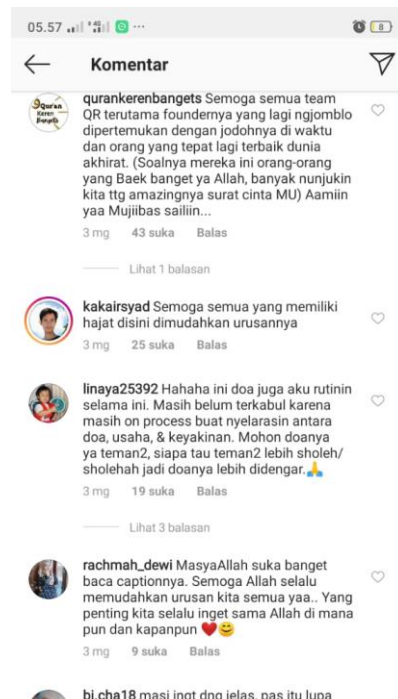 05.57
8
Komentar
Qur'an
Keren
qurankerenbangets Semoga semua team
QR terutama foundernya yang lagi ngjomblo
dipertemukan dengan jodohnya di waktu
dan orang yang tepat lagi terbaik dunia
akhirat. (Soalnya mereka ini orang-orang
yang Baek banget ya Allah, banyak nunjukin
kita ttg amazingnya surat cinta MU) Aamiin
yaa Mujiibas sailiin...
3 mg 43 suka Balas
Lihat 1 balasan
kakairsyad Semoga semua yang memiliki
hajat disini dimudahkan urusannya
3 mg 25 suka Balas
linaya25392 Hahaha ini doa juga aku rutinin
selama ini. Masih belum terkabul karena
masih on process buat nyelarasin antara
doa, usaha, & keyakinan. Mohon doanya
ya teman2, siapa tau teman2 lebih sholeh/
sholehah jadi doanya lebih didengar.🙏
3 mg 19 suka Balas
Lihat 3 balasan
rachmah_dewi MasyaAllah suka banget
baca captionnya. Semoga Allah selalu
memudahkan urusan kita semua yaa.. Yang
penting kita selalu inget sama Allah di mana
pun dan kapanpun ❤️😊
3 mg 9 suka Balas
bi.cha18 masi ingt dng jelas, pas itu lupa